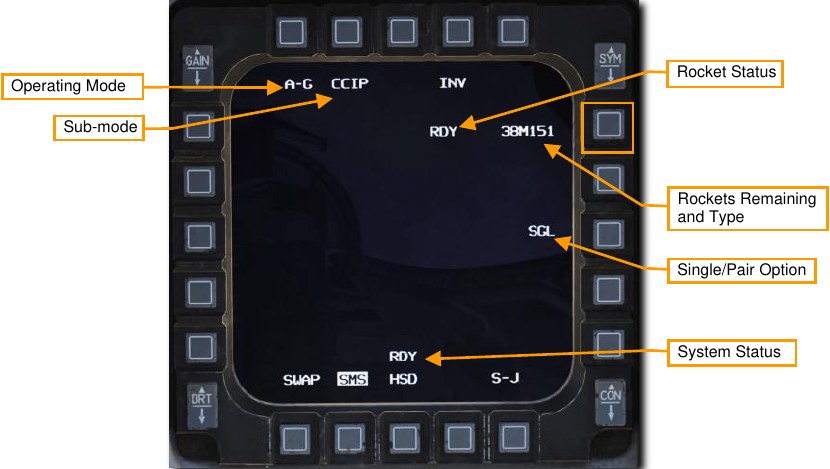 GAIN
SYM
Operating Mode
A-G CCIP INV
Rocket Status
Sub-mode
RDY 38M151
Rockets Remaining
and Type
SGL
Single/Pair Option
RDY
System Status
SWAP SMS HSD S-J
BRT
CON